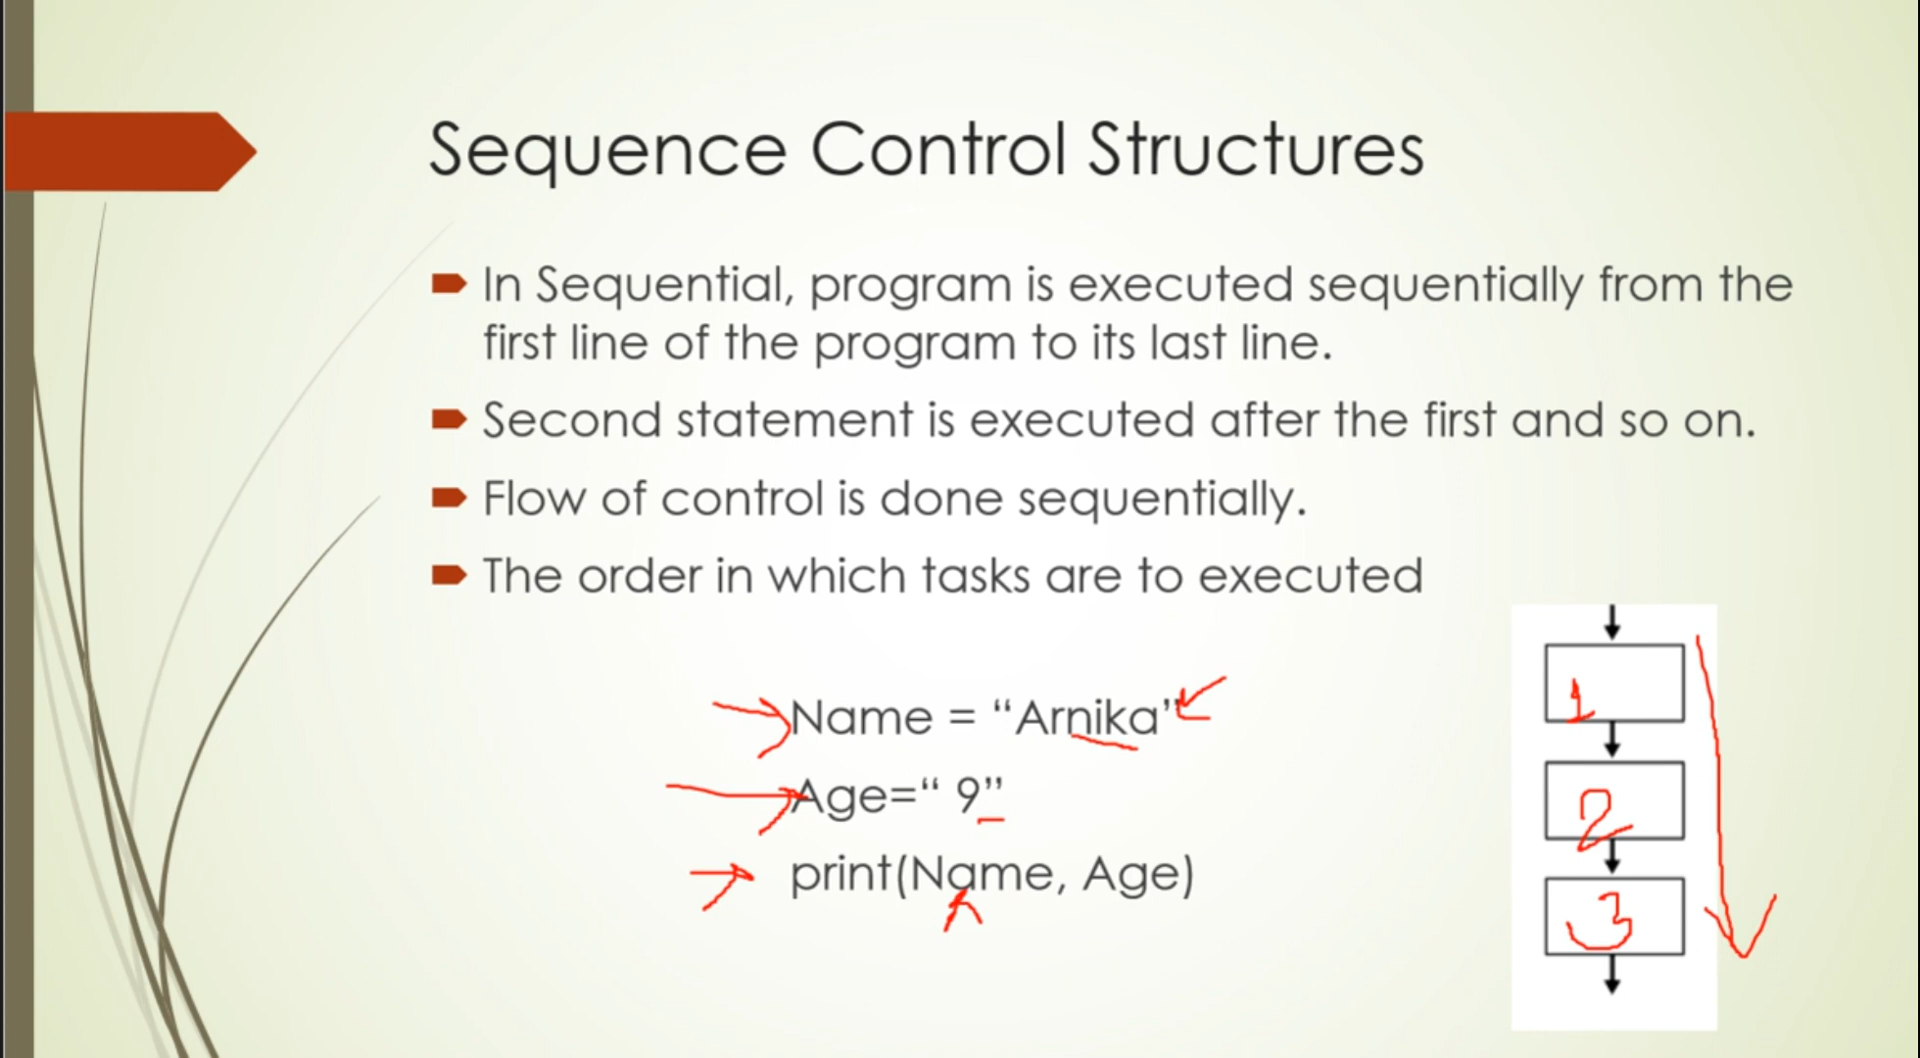 Sequence Control Structures
In Sequential, program is executed sequentially from the
first line of the program to its last line.
Second statement is executed after the first and so on.
Flow of control is done sequentially.
The order in which tasks are to executed
Name = “Arnika”
Age=“ 9”
print(Name, Age)
1
2
3